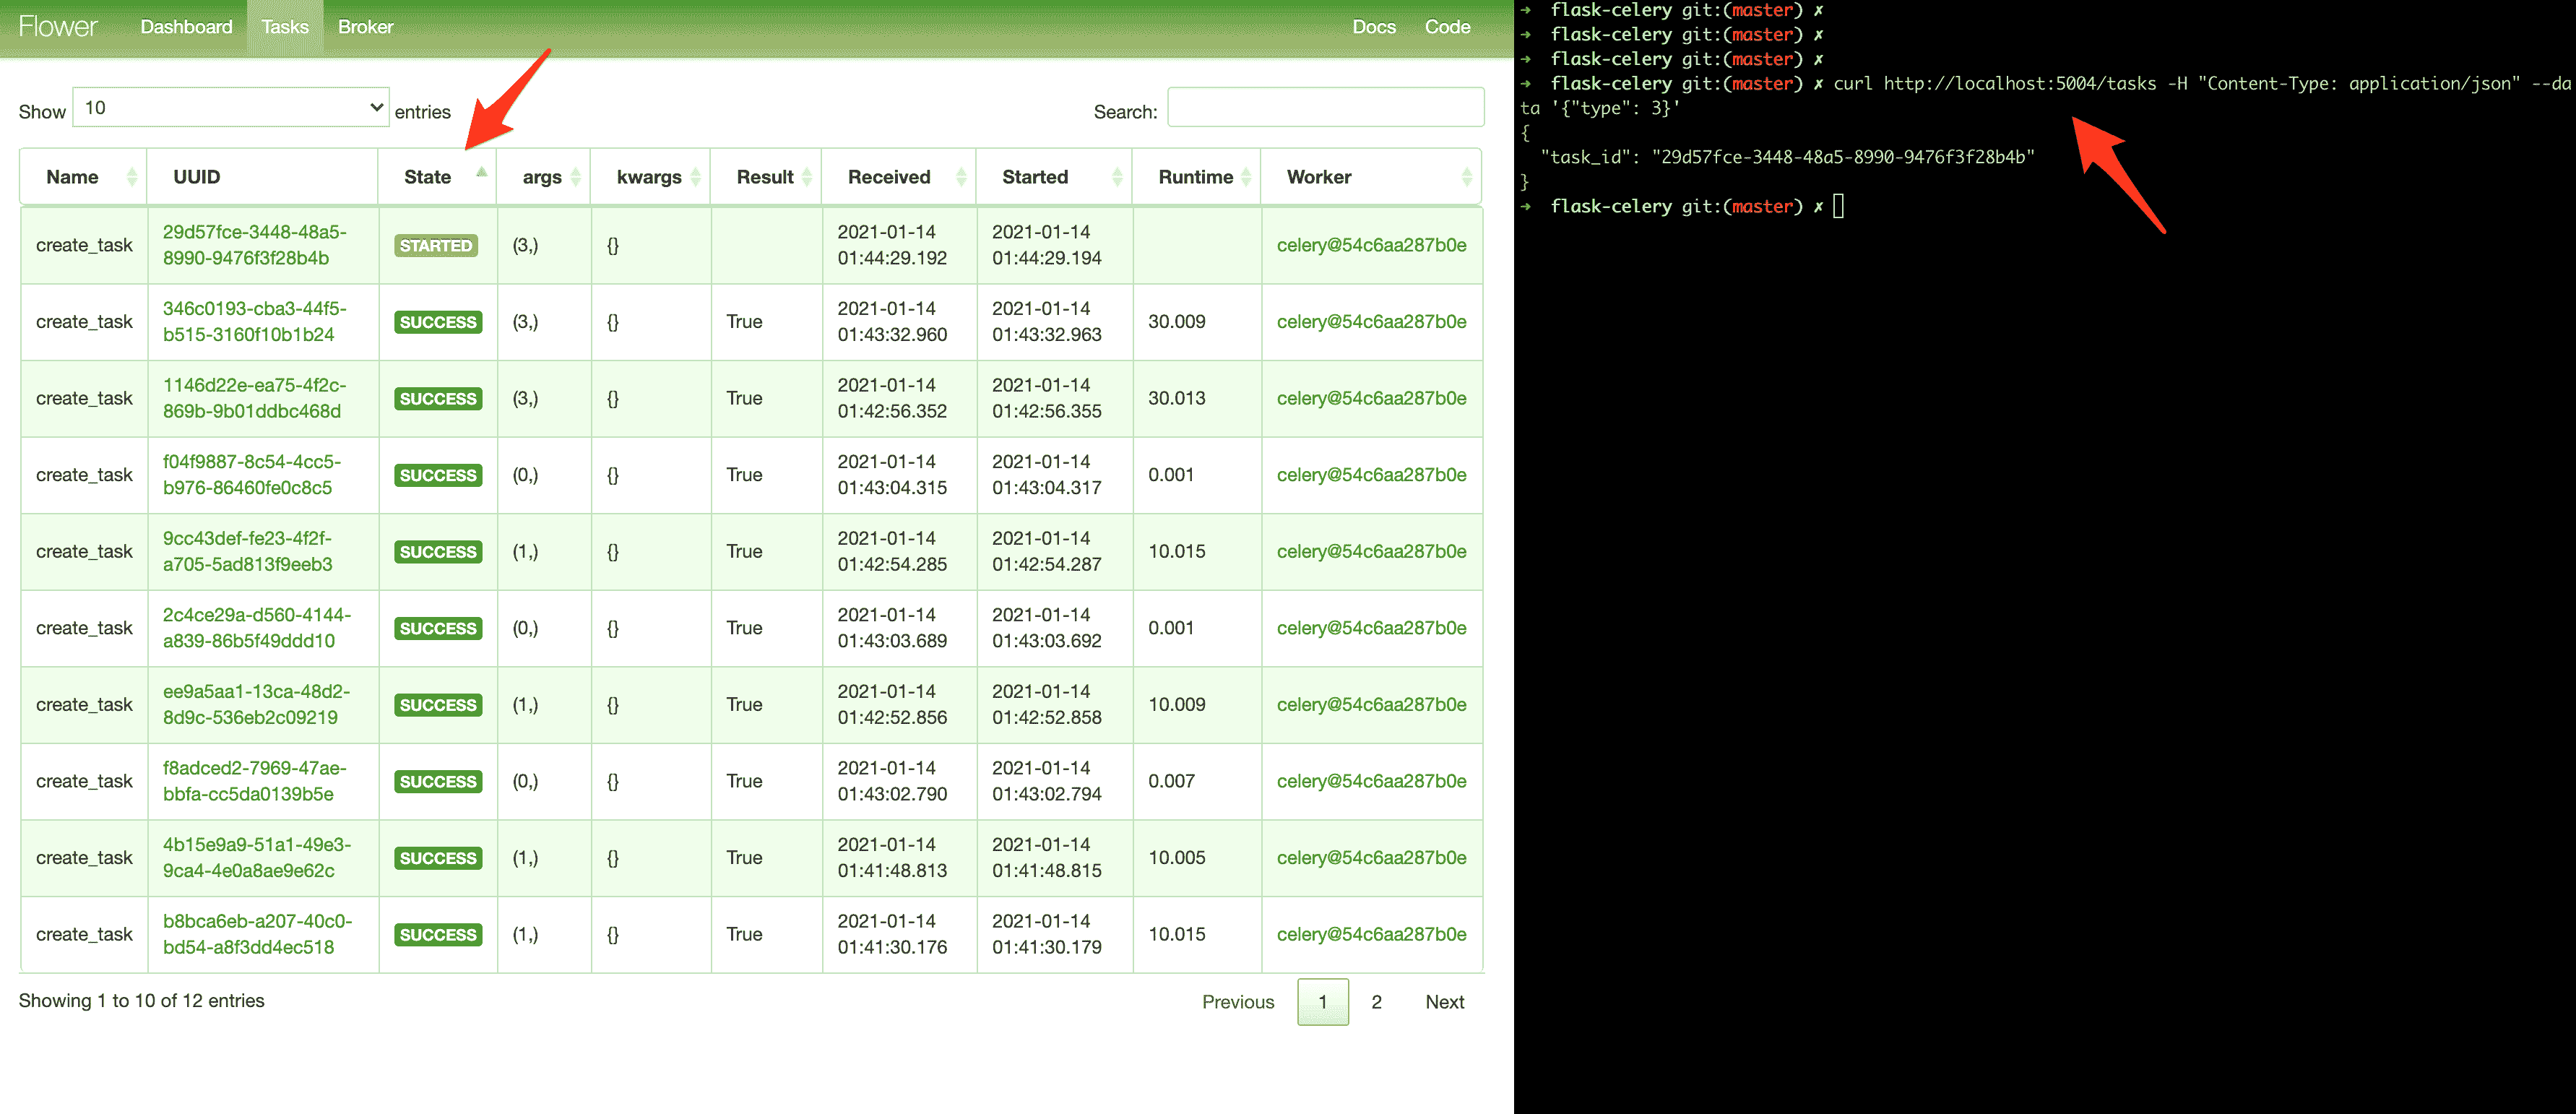 Flower Dashboard Tasks Broker Docs Code
Show 10 entries Search:
Name UUID State args kwargs Result Received Started Runtime Worker
create_task 29d57fce-3448-48a5-8990-9476f3f28b4b STARTED (3,) {} 2021-01-14 01:44:29.192 2021-01-14 01:44:29.194 celery@54c6aa287b0e
create_task 346c0193-cba3-44f5-b515-3160f10b1b24 SUCCESS (3,) {} True 2021-01-14 01:43:32.960 2021-01-14 01:43:32.963 30.009 celery@54c6aa287b0e
create_task 1146d22e-ea75-4f2c-869b-9b01ddbc468d SUCCESS (3,) {} True 2021-01-14 01:42:56.352 2021-01-14 01:42:56.355 30.013 celery@54c6aa287b0e
create_task f04f9887-8c54-4cc5-b976-86460fe0c8c5 SUCCESS (0,) {} True 2021-01-14 01:43:04.315 2021-01-14 01:43:04.317 0.001 celery@54c6aa287b0e
create_task 9cc43def-fe23-4f2f-a705-5ad813f9eeb3 SUCCESS (1,) {} True 2021-01-14 01:42:54.285 2021-01-14 01:42:54.287 10.015 celery@54c6aa287b0e
create_task 2c4ce29a-d560-4144-a839-86b5f49ddd10 SUCCESS (0,) {} True 2021-01-14 01:43:03.689 2021-01-14 01:43:03.692 0.001 celery@54c6aa287b0e
create_task ee9a5aa1-13ca-48d2-8d9c-536eb2c09219 SUCCESS (1,) {} True 2021-01-14 01:42:52.856 2021-01-14 01:42:52.858 10.009 celery@54c6aa287b0e
create_task f8adced2-7969-47ae-bbfa-cc5da0139b5e SUCCESS (0,) {} True 2021-01-14 01:43:02.790 2021-01-14 01:43:02.794 0.007 celery@54c6aa287b0e
create_task 4b15e9a9-51a1-49e3-9ca4-4e0a8ae9e62c SUCCESS (1,) {} True 2021-01-14 01:41:48.813 2021-01-14 01:41:48.815 10.005 celery@54c6aa287b0e
create_task b8bca6eb-a207-40c0-bd54-a8f3dd4ec518 SUCCESS (1,) {} True 2021-01-14 01:41:30.176 2021-01-14 01:41:30.179 10.015 celery@54c6aa287b0e
Showing 1 to 10 of 12 entries Previous 1 2 Next
→ flask-celery git:(master) ✗
→ flask-celery git:(master) ✗
→ flask-celery git:(master) ✗
→ flask-celery git:(master) ✗ curl http://localhost:5004/tasks -H "Content-Type: application/json" --da
ta '{"type": 3}'
{
"task_id": "29d57fce-3448-48a5-8990-9476f3f28b4b"
}
→ flask-celery git:(master) ✗